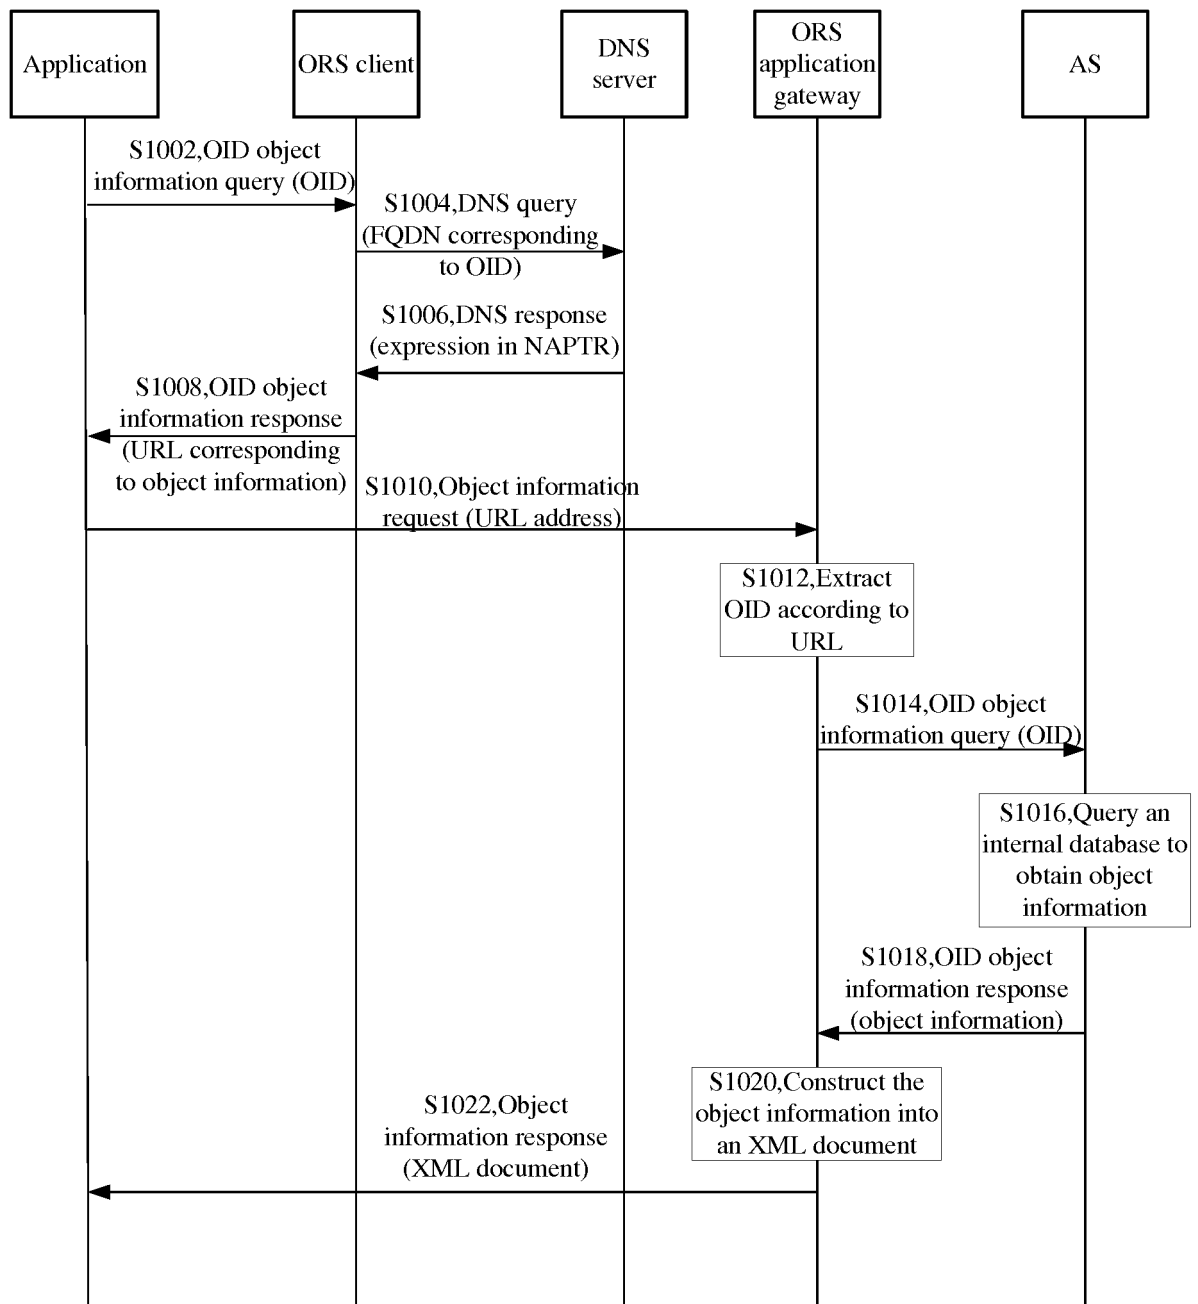 Application
ORS client
DNS
server
ORS
application
gateway
AS
S1002,OID object
information query (OID)
S1004,DNS query
(FQDN corresponding
to OID)
S1006,DNS response
(expression in NAPTR)
S1008,OID object
information response
(URL corresponding
to object information)
S1010,Object information
request (URL address)
S1012,Extract
OID according to
URL
S1014,OID object
information query (OID)
S1016,Query an
internal database to
obtain object
information
S1018,OID object
information response
(object information)
S1020,Construct the
object information into
an XML document
S1022,Object
information response
(XML document)